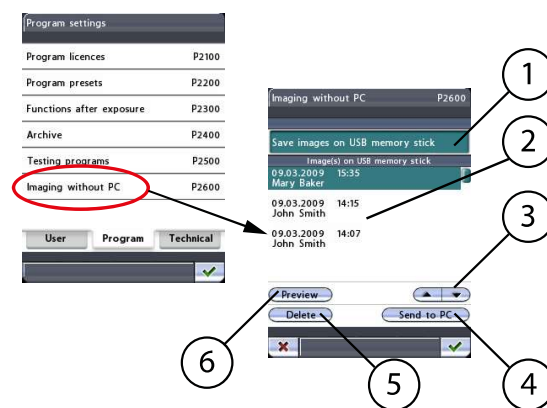 Program settings
Program licences P2100
Program presets P2200
Functions after exposure P2300
Archive P2400
Testing programs P2500
Imaging without PC P2600
User Program Technical
Imaging without PC P2600
Save images on USB memory stick
Image(s) on USB memory stick
09.03.2009 15:35
Mary Baker
09.03.2009 14:15
John Smith
09.03.2009 14:07
John Smith
Preview
Delete Send to PC
1
2
3
4
5
6